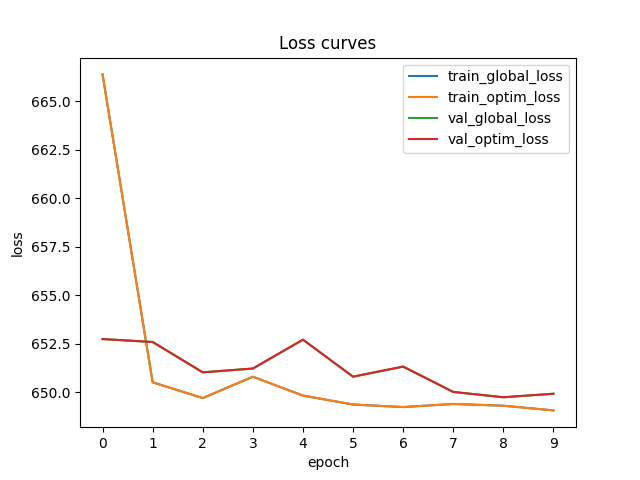 Loss curves
train_global_loss
train_optim_loss
val_global_loss
val_optim_loss
665.0
662.5
660.0
657.5
655.0
652.5
650.0
loss
0 1 2 3 4 5 6 7 8 9
epoch